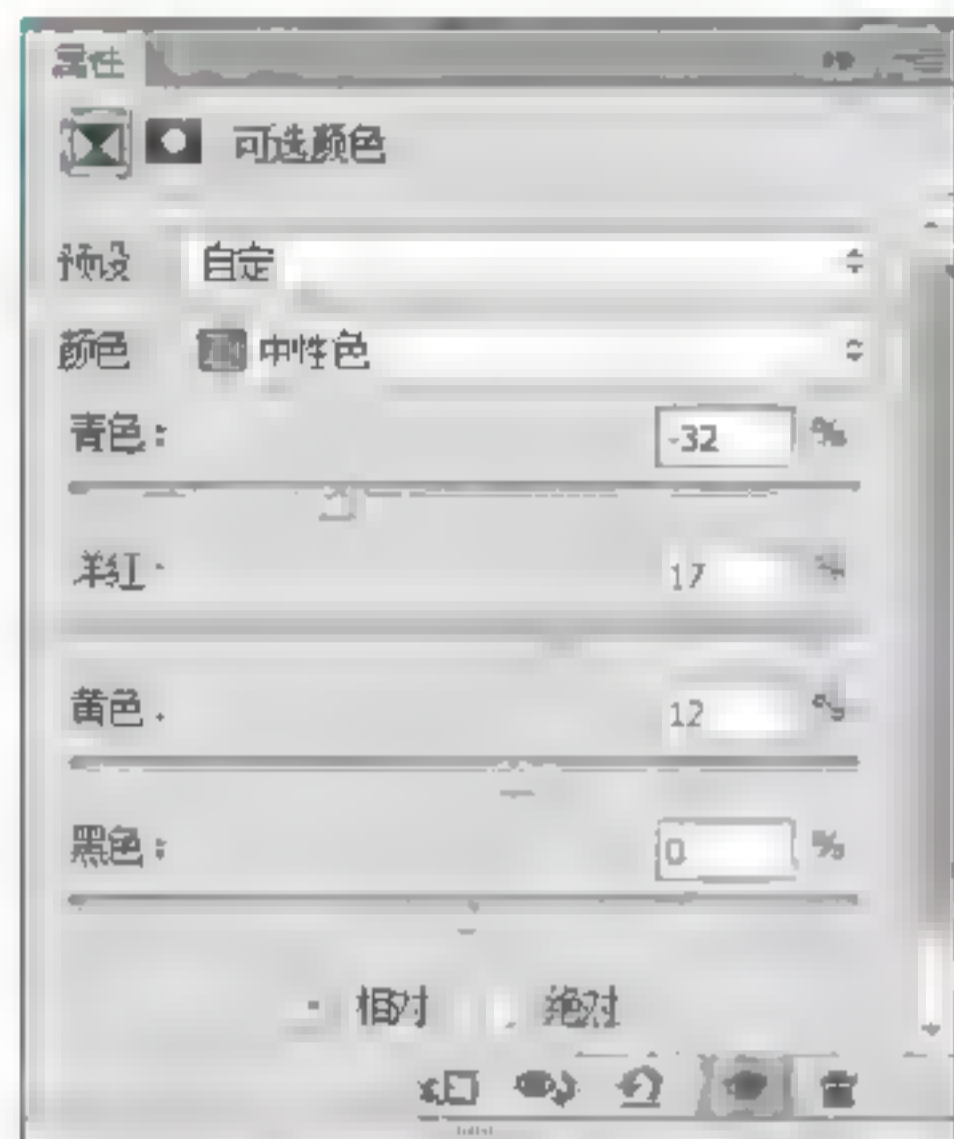 属性
可选颜色
预设 自定
颜色 中性色
青色： -32 %
洋红： 17 %
黄色： 12 %
黑色： 0 %
相对 绝对